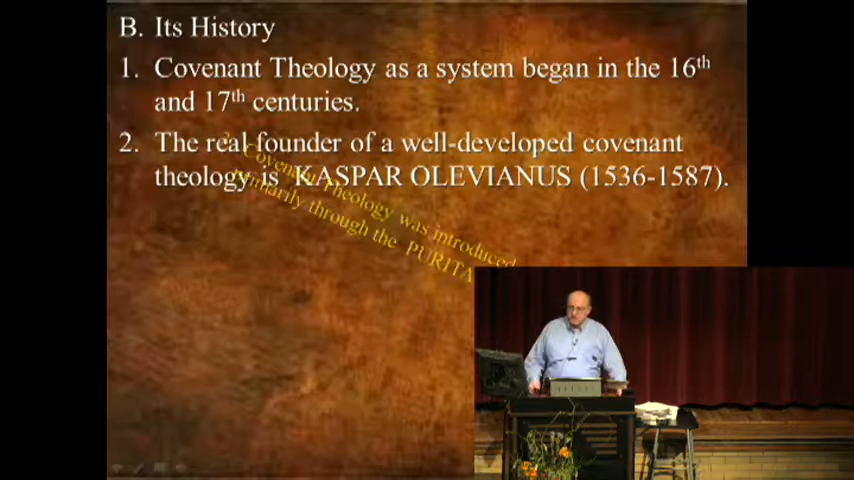 B. Its History
1. Covenant Theology as a system began in the 16th
and 17th centuries.
2. The real founder of a well-developed covenant
theology is KASPAR OLEVIANUS (1536-1587).
3. Covenant Theology was introduced
primarily through the PURITA